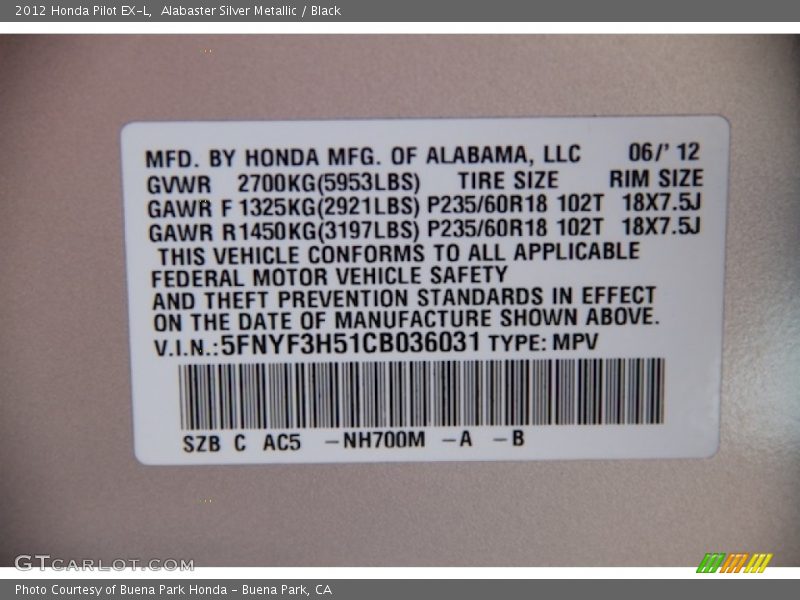 2012 Honda Pilot EX-L, Alabaster Silver Metallic / Black
MFD. BY HONDA MFG. OF ALABAMA, LLC 06/' 12
GVWR 2700KG(5953LBS) TIRE SIZE RIM SIZE
GAWR F 1325KG(2921LBS) P235/60R18 102T 18X7.5J
GAWR R 1450KG(3197LBS) P235/60R18 102T 18X7.5J
THIS VEHICLE CONFORMS TO ALL APPLICABLE
FEDERAL MOTOR VEHICLE SAFETY
AND THEFT PREVENTION STANDARDS IN EFFECT
ON THE DATE OF MANUFACTURE SHOWN ABOVE.
V.I.N.:5FNYF3H51CB036031 TYPE: MPV
SZB C AC5 -NH700M -A -B
GTCARLOT.COM
Photo Courtesy of Buena Park Honda - Buena Park, CA